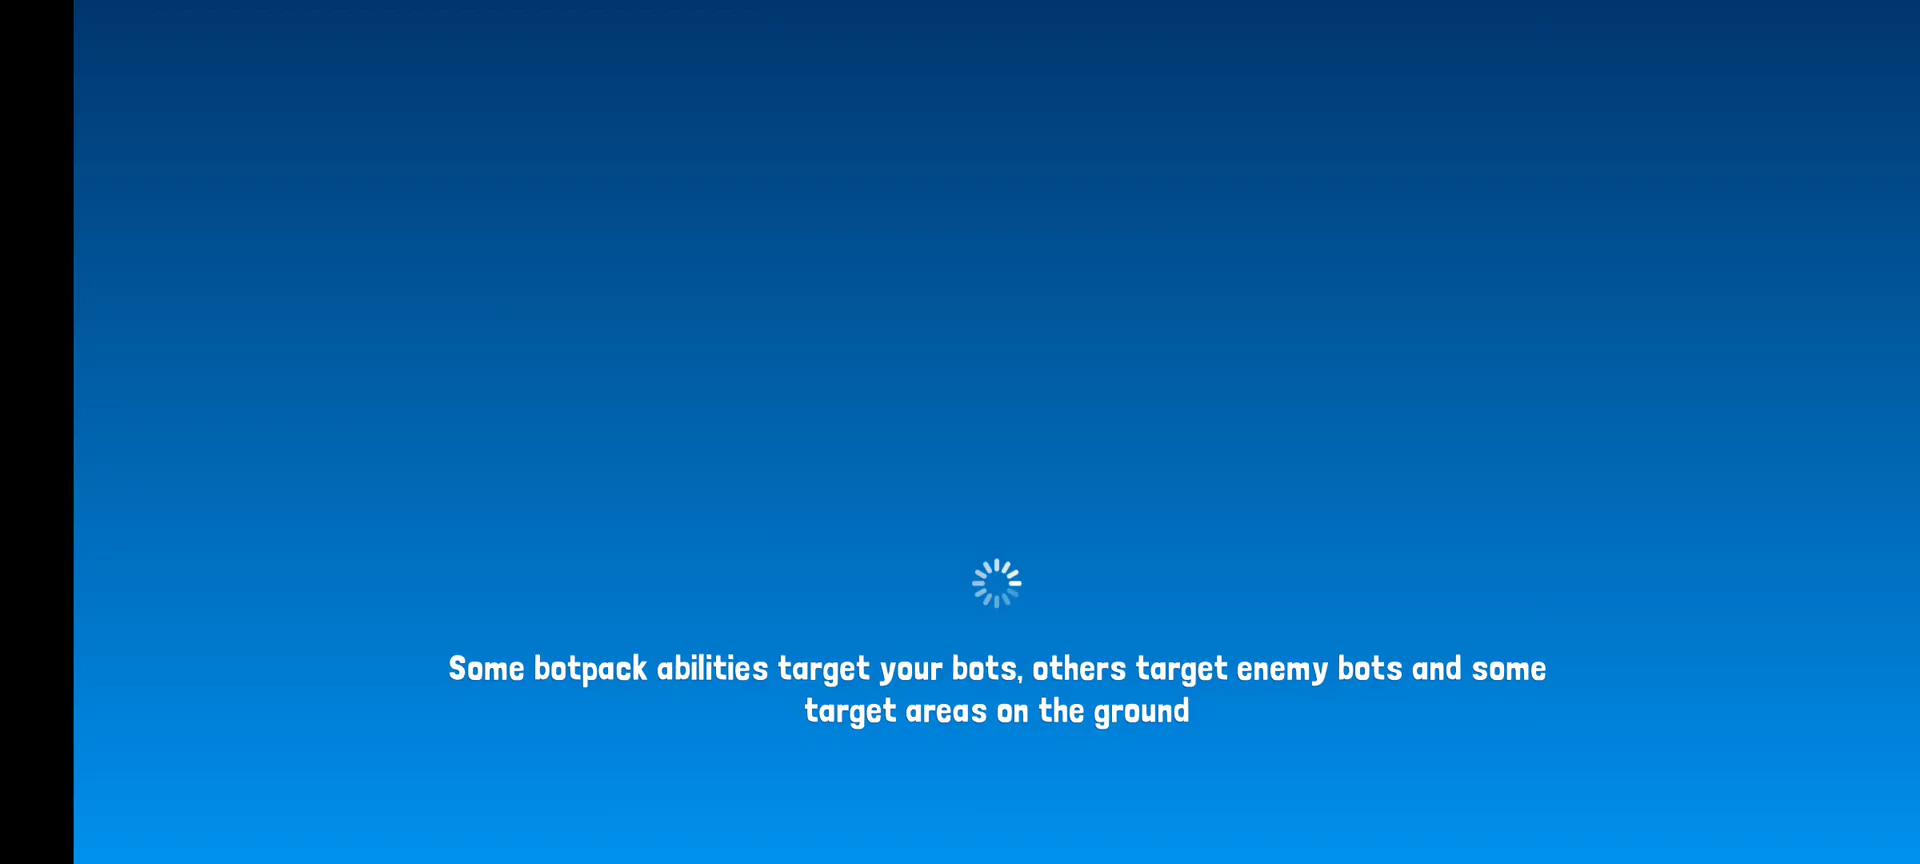 Some botpack abilities target your bots, others target enemy bots and some
target areas on the ground